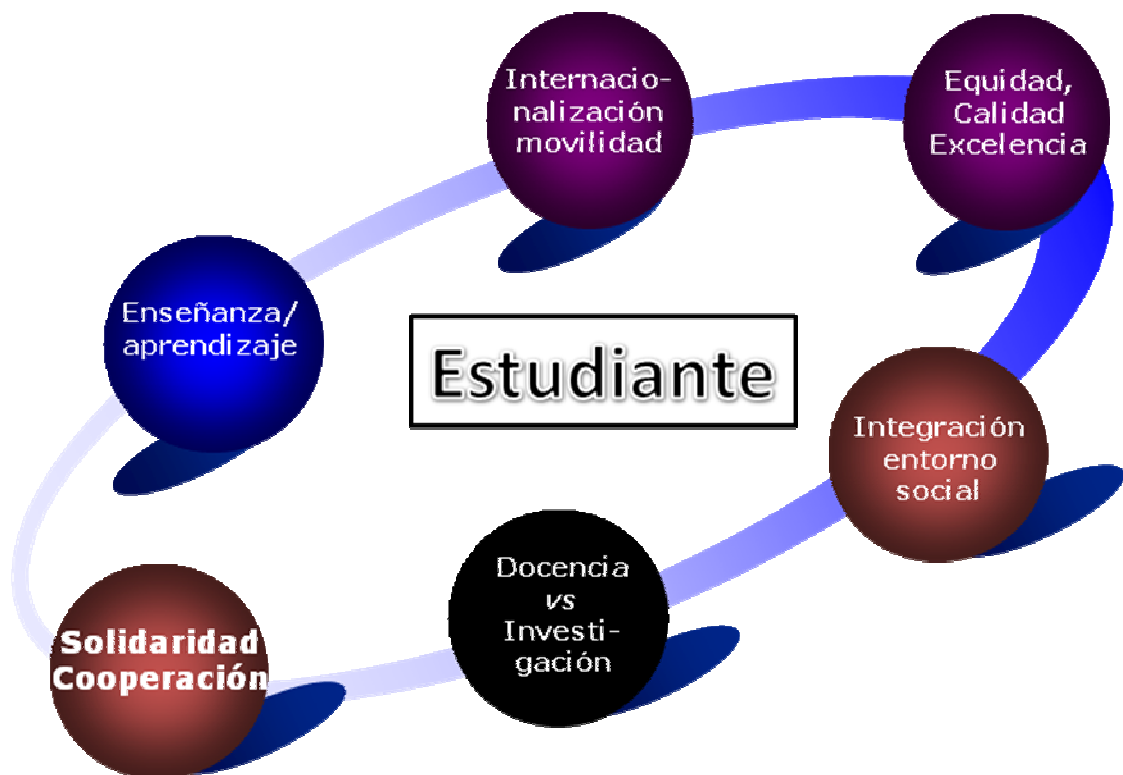 Internacio-
nalización
movilidad
Equidad,
Calidad
Excelencia
Enseñanza/
aprendizaje
Estudiante
Integración
entorno
social
Docencia
vs
Investi-
gación
Solidaridad
Cooperación